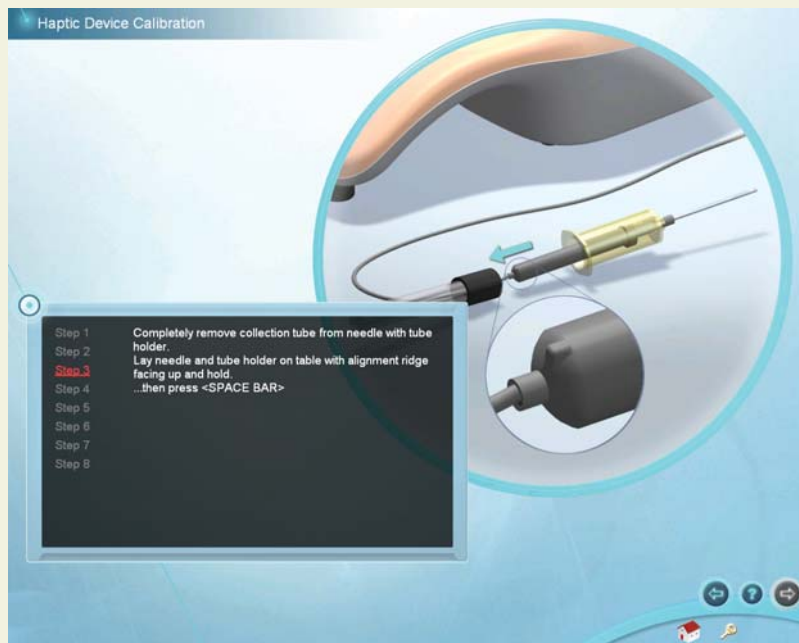 Haptic Device Calibration
Step 1
Step 2
Step 3
Step 4
Step 5
Step 6
Step 7
Step 8
Completely remove collection tube from needle with tube
holder.
Lay needle and tube holder on table with alignment ridge
facing up and hold.
...then press <SPACE BAR>
?